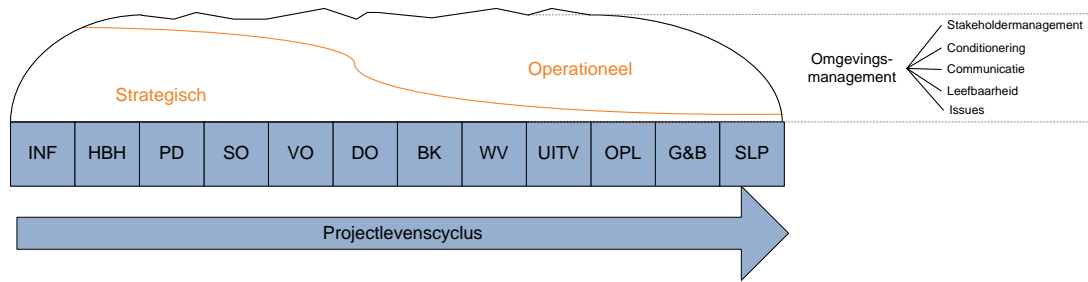 Stakeholdermanagement
Conditionering
Omgevings-
management
Communicatie
Leefbaarheid
Issues
Operationeel
Strategisch
INF HBH PD SO VO DO BK WV UITV OPL G&B SLP
Projectlevenscyclus